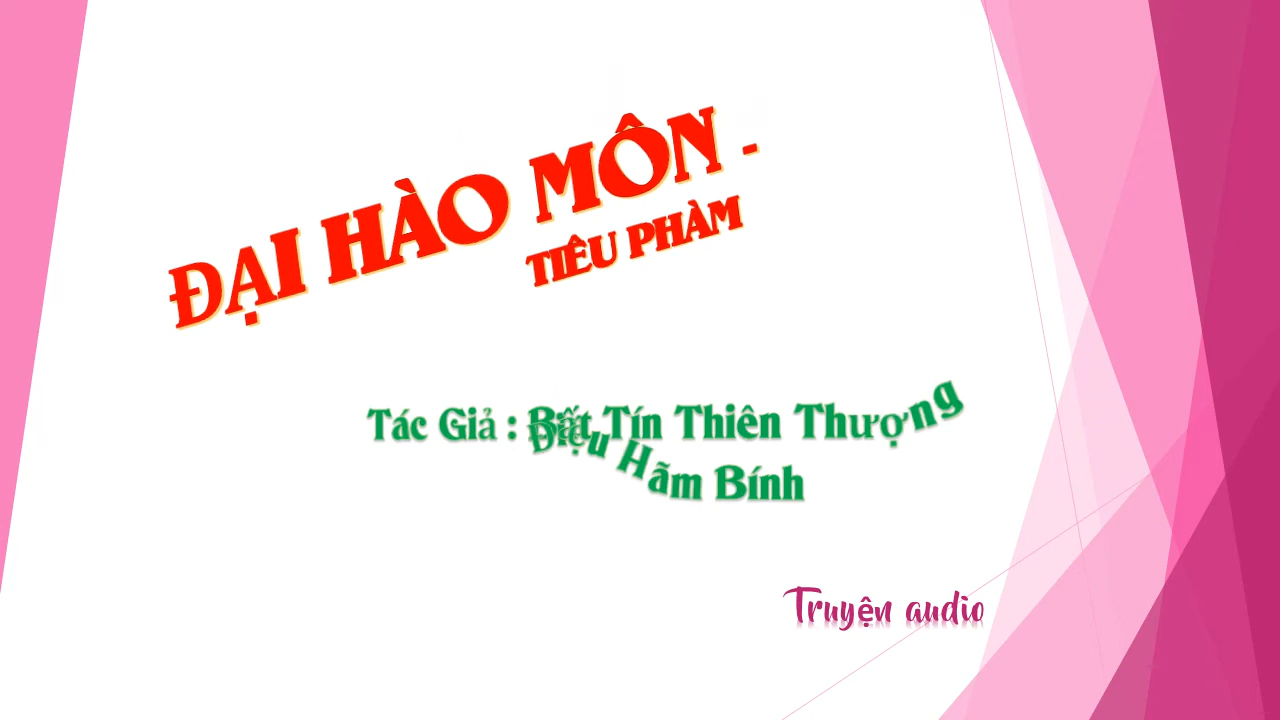 ĐẠI HÀO MÔN -
TIÊU PHÀM
Tác Giả : Bất Tín Thiên Thượng
Điệu Hãm Bính
Truyện audio